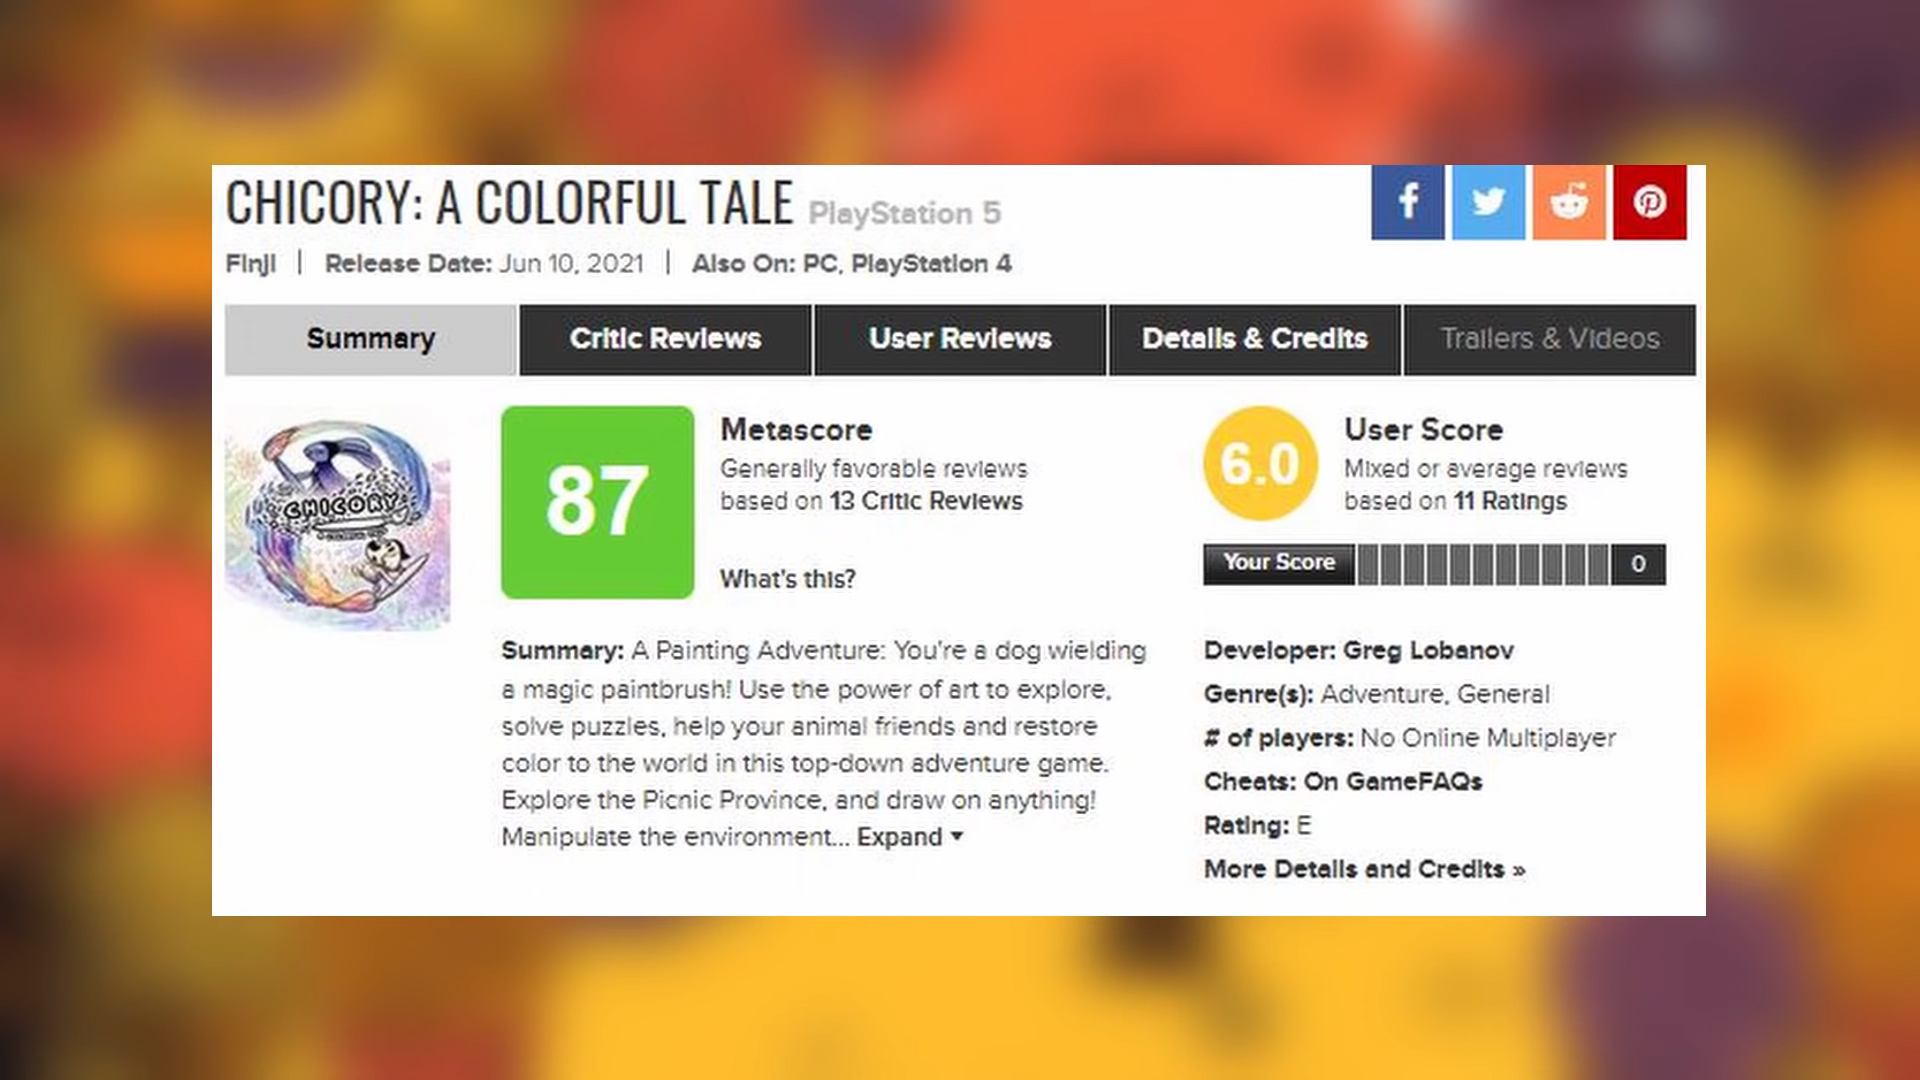 CHICORY: A COLORFUL TALE PlayStation 5
Finji | Release Date: Jun 10, 2021 | Also On: PC, PlayStation 4
Summary
Critic Reviews
User Reviews
Details & Credits
Trailers & Videos
CHICORY
87
Metascore
Generally favorable reviews
based on 13 Critic Reviews
What's this?
6.0
User Score
Mixed or average reviews
based on 11 Ratings
Your Score
0
Summary: A Painting Adventure: You're a dog wielding
a magic paintbrush! Use the power of art to explore,
solve puzzles, help your animal friends and restore
color to the world in this top-down adventure game.
Explore the Picnic Province, and draw on anything!
Manipulate the environment... Expand
Developer: Greg Lobanov
Genre(s): Adventure, General
# of players: No Online Multiplayer
Cheats: On GameFAQs
Rating: E
More Details and Credits »